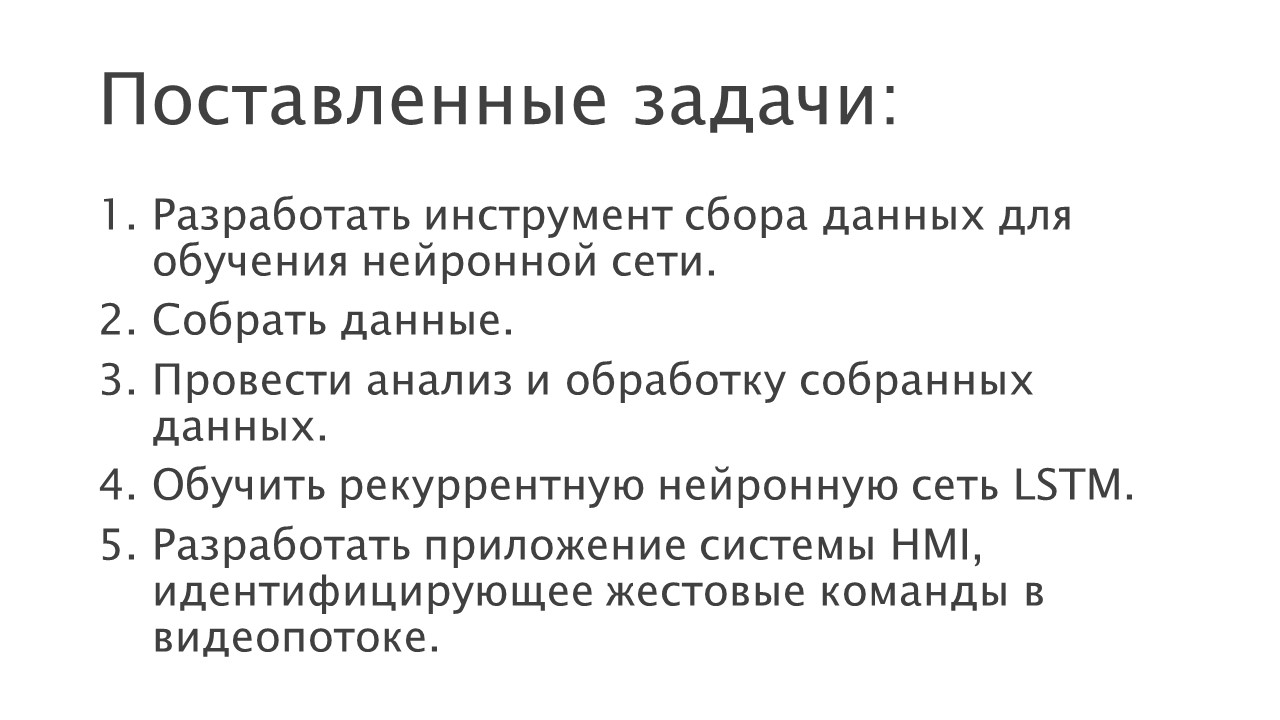 Поставленные задачи:
1. Разработать инструмент сбора данных для
обучения нейронной сети.
2. Собрать данные.
3. Провести анализ и обработку собранных
данных.
4. Обучить рекуррентную нейронную сеть LSTM.
5. Разработать приложение системы HMI,
идентифицирующее жестовые команды в
видеопотоке.